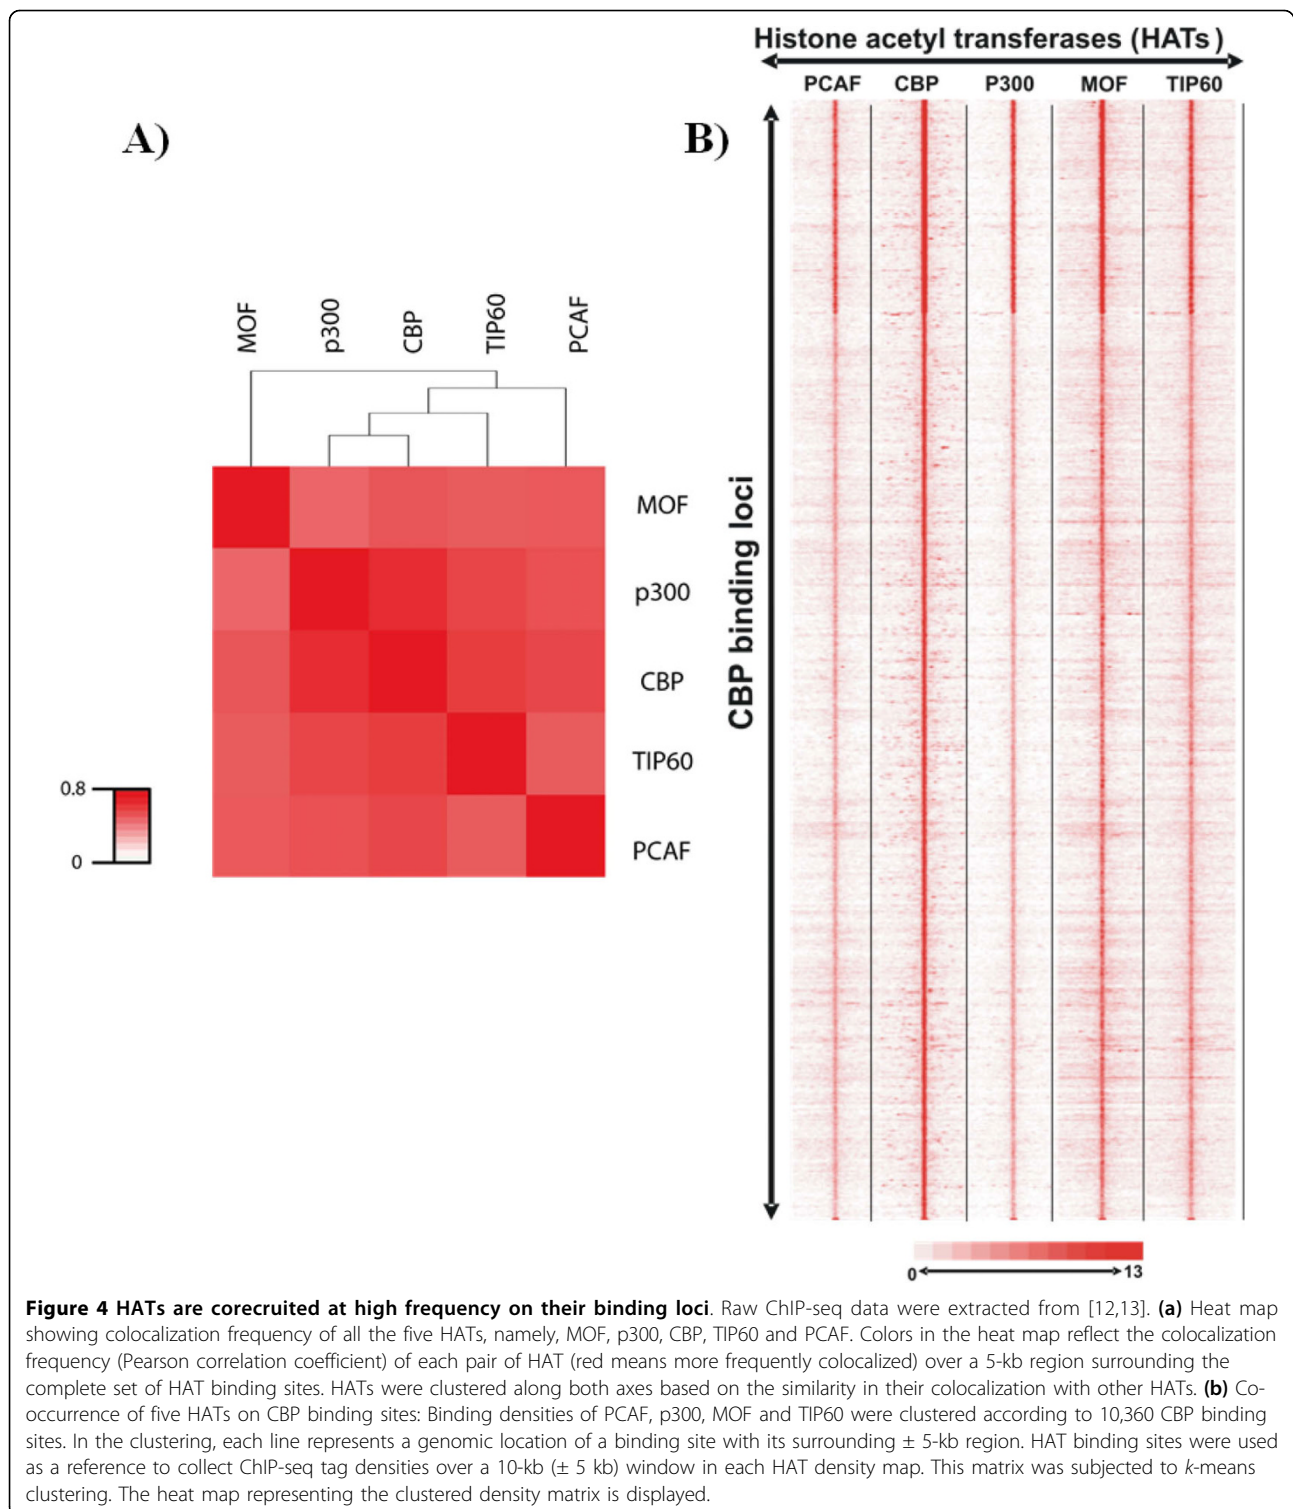 Histone acetyl transferases (HATs)
PCAF CBP P300 MOF TIP60
A)
B)
MOF p300 CBP TIP60 PCAF
MOF
p300
CBP
TIP60
PCAF
0.8
0
CBP binding loci
0 13
Figure 4 HATs are corecruited at high frequency on their binding loci. Raw ChIP-seq data were extracted from [12,13]. (a) Heat map
showing colocalization frequency of all the five HATs, namely, MOF, p300, CBP, TIP60 and PCAF. Colors in the heat map reflect the colocalization
frequency (Pearson correlation coefficient) of each pair of HAT (red means more frequently colocalized) over a 5-kb region surrounding the
complete set of HAT binding sites. HATs were clustered along both axes based on the similarity in their colocalization with other HATs. (b) Co-
occurrence of five HATs on CBP binding sites: Binding densities of PCAF, p300, MOF and TIP60 were clustered according to 10,360 CBP binding
sites. In the clustering, each line represents a genomic location of a binding site with its surrounding ± 5-kb region. HAT binding sites were used
as a reference to collect ChIP-seq tag densities over a 10-kb (± 5 kb) window in each HAT density map. This matrix was subjected to k-means
clustering. The heat map representing the clustered density matrix is displayed.